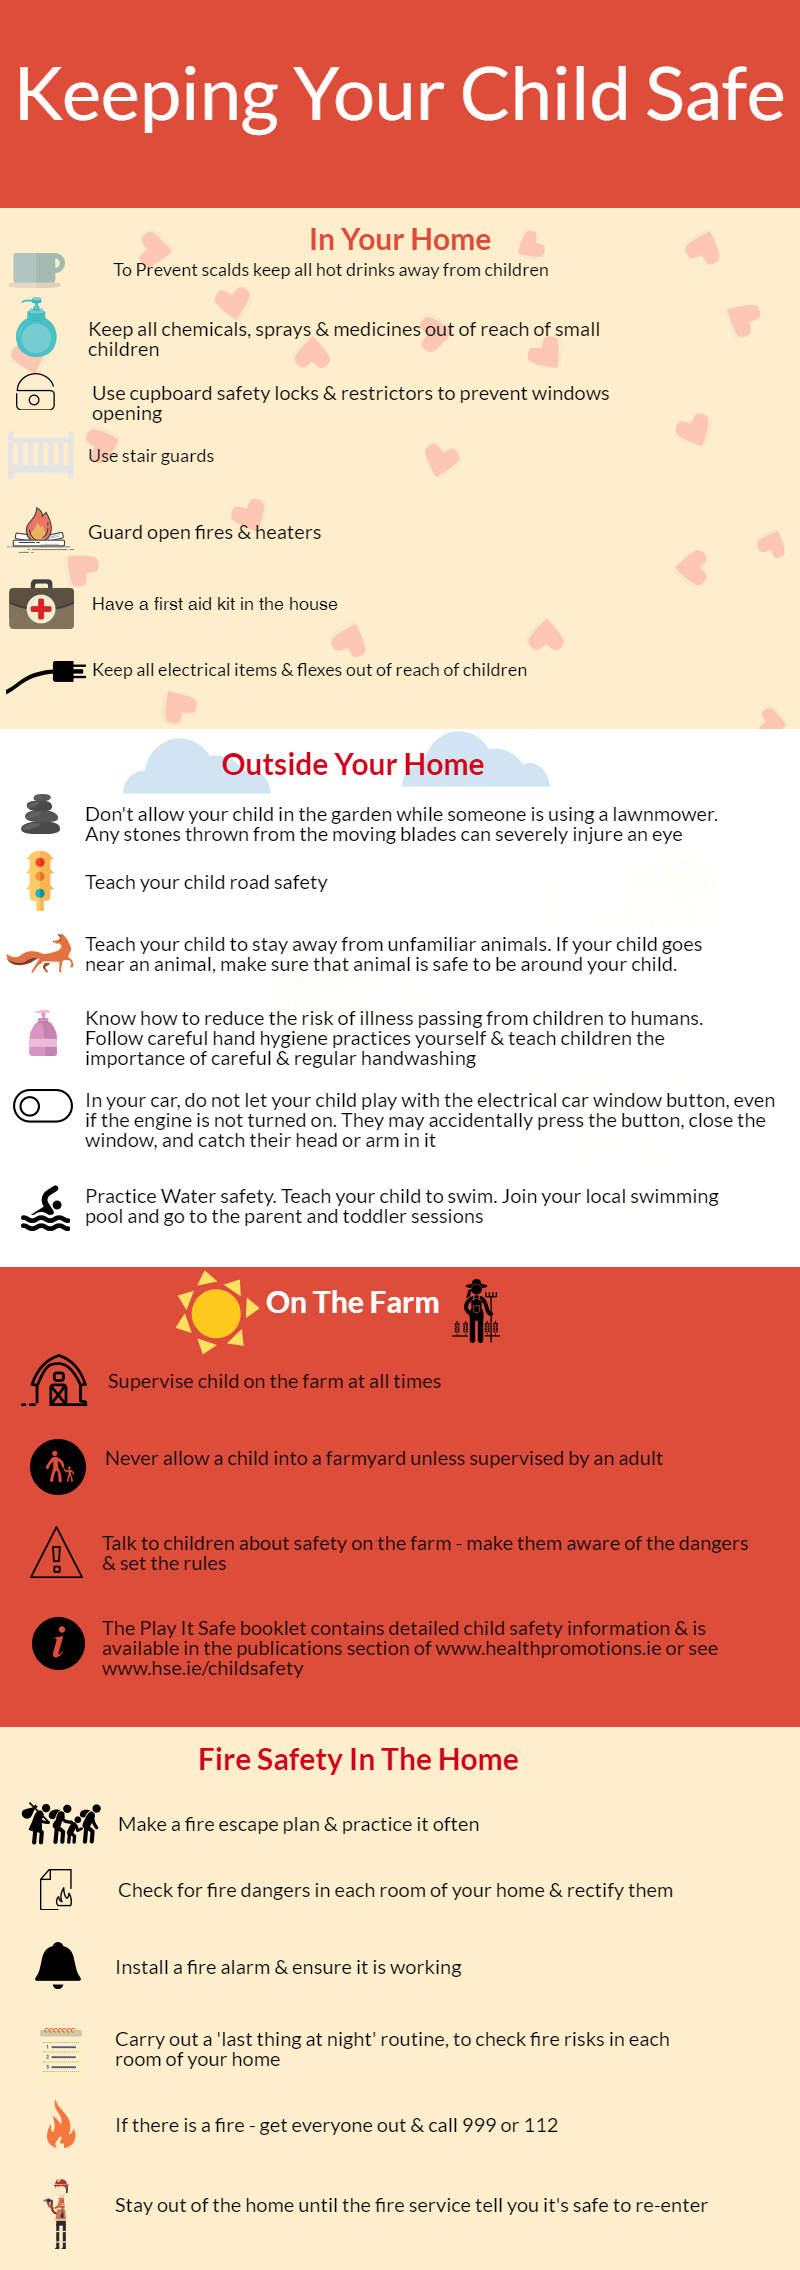 Keeping Your Child Safe
In Your Home
To Prevent scalds keep all hot drinks away from children
Keep all chemicals, sprays & medicines out of reach of small
children
Use cupboard safety locks & restrictors to prevent windows
opening
Use stair guards
Guard open fires & heaters
Have a first aid kit in the house
Keep all electrical items & flexes out of reach of children
Outside Your Home
Don't allow your child in the garden while someone is using a lawnmower.
Any stones thrown from the moving blades can severely injure an eye
Teach your child road safety
Teach your child to stay away from unfamiliar animals. If your child goes
near an animal, make sure that animal is safe to be around your child.
Know how to reduce the risk of illness passing from children to humans.
Follow careful hand hygiene practices yourself & teach children the
importance of careful & regular handwashing
In your car, do not let your child play with the electrical car window button, even
if the engine is not turned on. They may accidentally press the button, close the
window, and catch their head or arm in it
Practice Water safety. Teach your child to swim. Join your local swimming
pool and go to the parent and toddler sessions
On The Farm
Supervise child on the farm at all times
Never allow a child into a farmyard unless supervised by an adult
Talk to children about safety on the farm - make them aware of the dangers
& set the rules
i
The Play It Safe booklet contains detailed child safety information & is
available in the publications section of www.healthpromotions.ie or see
www.hse.ie/childsafety
Fire Safety In The Home
Make a fire escape plan & practice it often
Check for fire dangers in each room of your home & rectify them
Install a fire alarm & ensure it is working
1
2
3
Carry out a 'last thing at night' routine, to check fire risks in each
room of your home
If there is a fire - get everyone out & call 999 or 112
Stay out of the home until the fire service tell you it's safe to re-enter